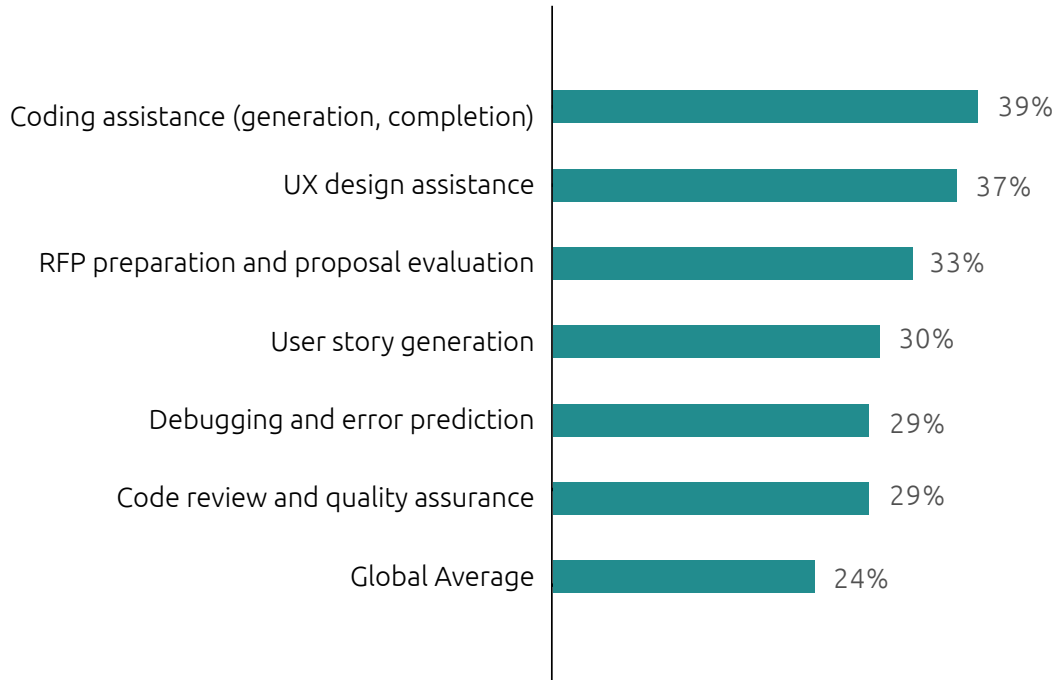 Coding assistance (generation, completion) 39%
UX design assistance 37%
RFP preparation and proposal evaluation 33%
User story generation 30%
Debugging and error prediction 29%
Code review and quality assurance 29%
Global Average 24%